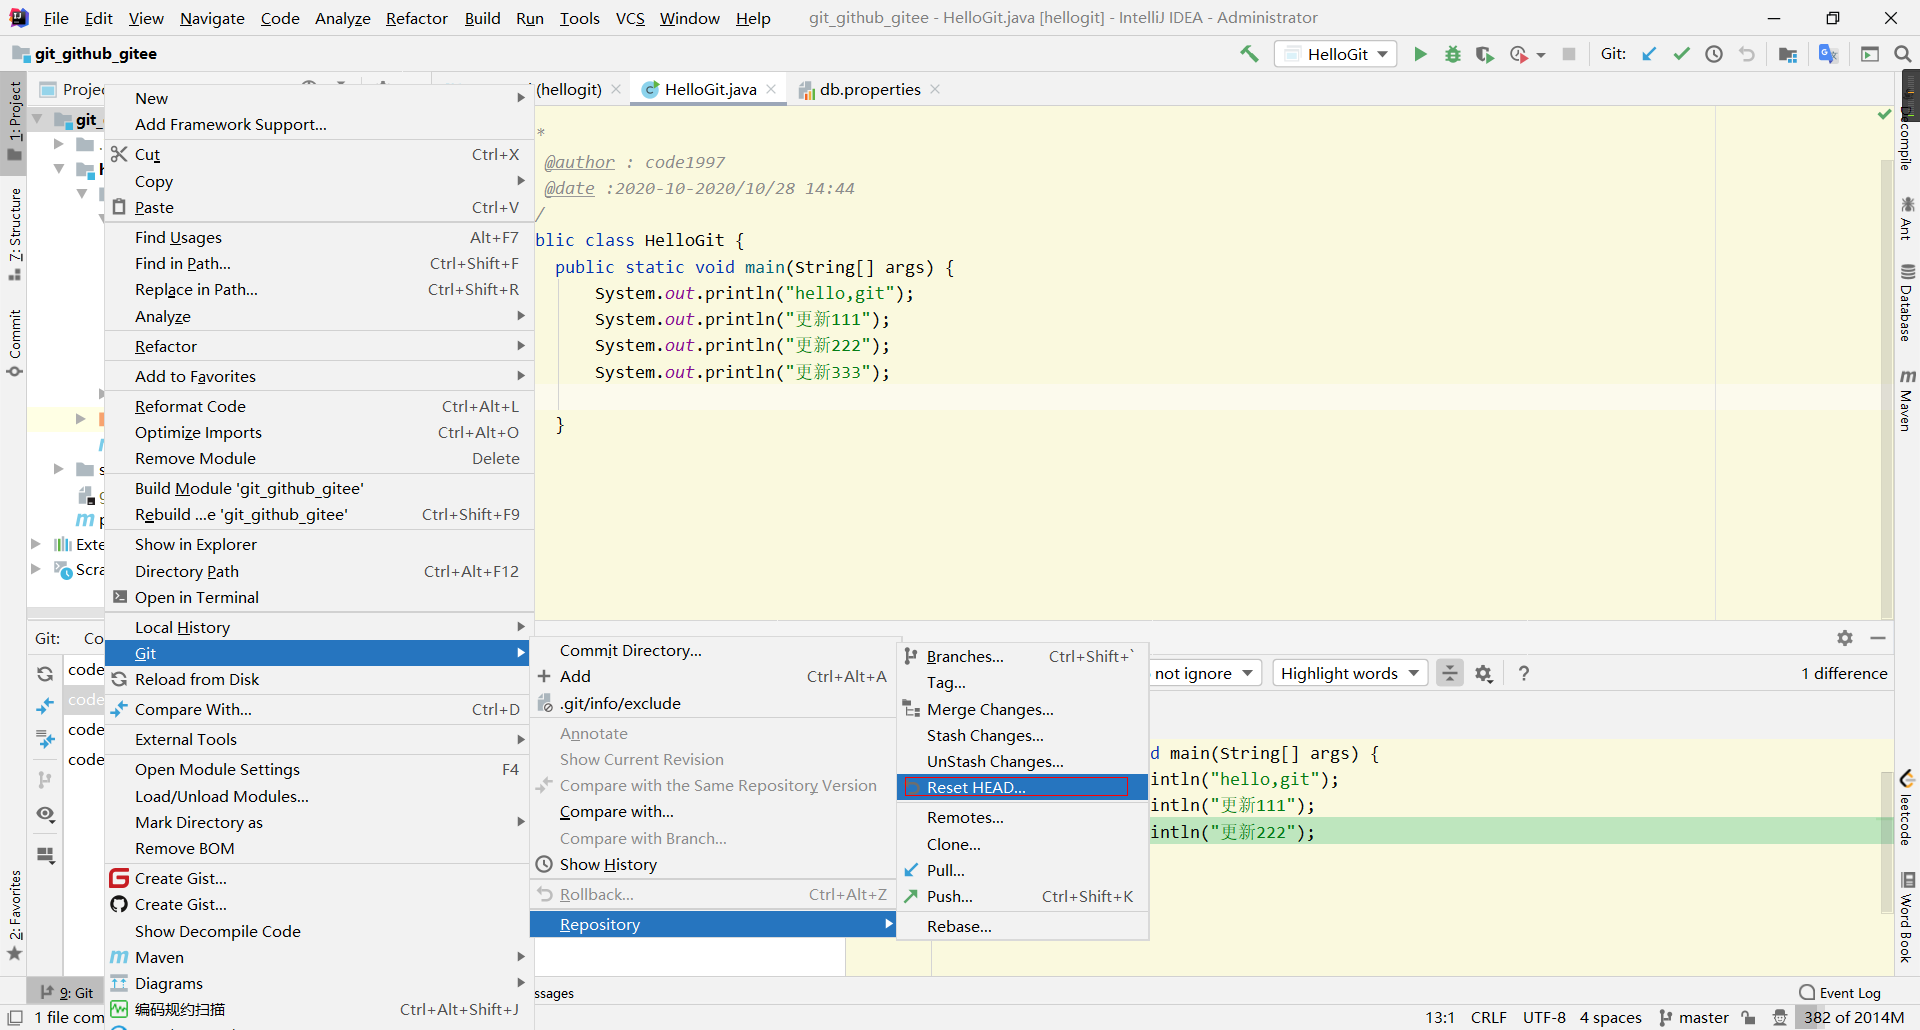 File Edit View Navigate Code Analyze Refactor Build Run Tools VCS Window Help git_github_gitee - HelloGit.java [hellogit] - IntelliJ IDEA - Administrator
git_github_gitee
HelloGit
Git:
1: Project
7: Structure
Commit
2: Favorites
(hellogit)
HelloGit.java
db.properties
git_
Exte
Scra
New
Add Framework Support...
Cut Ctrl+X
Copy
Paste Ctrl+V
Find Usages Alt+F7
Find in Path... Ctrl+Shift+F
Replace in Path... Ctrl+Shift+R
Analyze
Refactor
Add to Favorites
Reformat Code Ctrl+Alt+L
Optimize Imports Ctrl+Alt+O
Remove Module Delete
Build Module 'git_github_gitee'
Rebuild ...e 'git_github_gitee' Ctrl+Shift+F9
Show in Explorer
Directory Path Ctrl+Alt+F12
Open in Terminal
Local History
Git
Reload from Disk
Compare With... Ctrl+D
External Tools
Open Module Settings F4
Load/Unload Modules...
Mark Directory as
Remove BOM
Create Gist...
Create Gist...
Show Decompile Code
Maven
Diagrams
编码规约扫描 Ctrl+Alt+Shift+J
*
@author : code1997
@date :2020-10-2020/10/28 14:44
/
blic class HelloGit {
public static void main(String[] args) {
System.out.println("hello,git");
System.out.println("更新111");
System.out.println("更新222");
System.out.println("更新333");
}
Git: Co
code
code
code
code
Commit Directory...
Add Ctrl+Alt+A
.git/info/exclude
Annotate
Show Current Revision
Compare with the Same Repository Version
Compare with...
Compare with Branch...
Show History
Rollback... Ctrl+Alt+Z
Repository
Branches... Ctrl+Shift+`
Tag...
Merge Changes...
Stash Changes...
UnStash Changes...
Reset HEAD...
Remotes...
Clone...
Pull...
Push... Ctrl+Shift+K
Rebase...
not ignore Highlight words ? 1 difference
d main(String[] args) {
intln("hello,git");
intln("更新111");
intln("更新222");
Decompile
Ant
Database
Maven
leetcode
Word Book
9: Git
ssages
Event Log
1 file com
13:1 CRLF UTF-8 4 spaces master 382 of 2014M